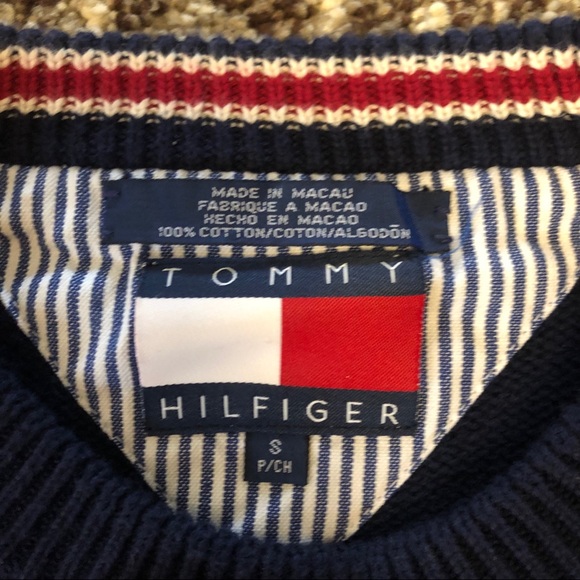 MADE IN MACAU
FABRIQUE A MACAO
HECHO EN MACAO
100% COTTON/COTON/ALGODÓN
TOMMY
HILFIGER
S
P/CH